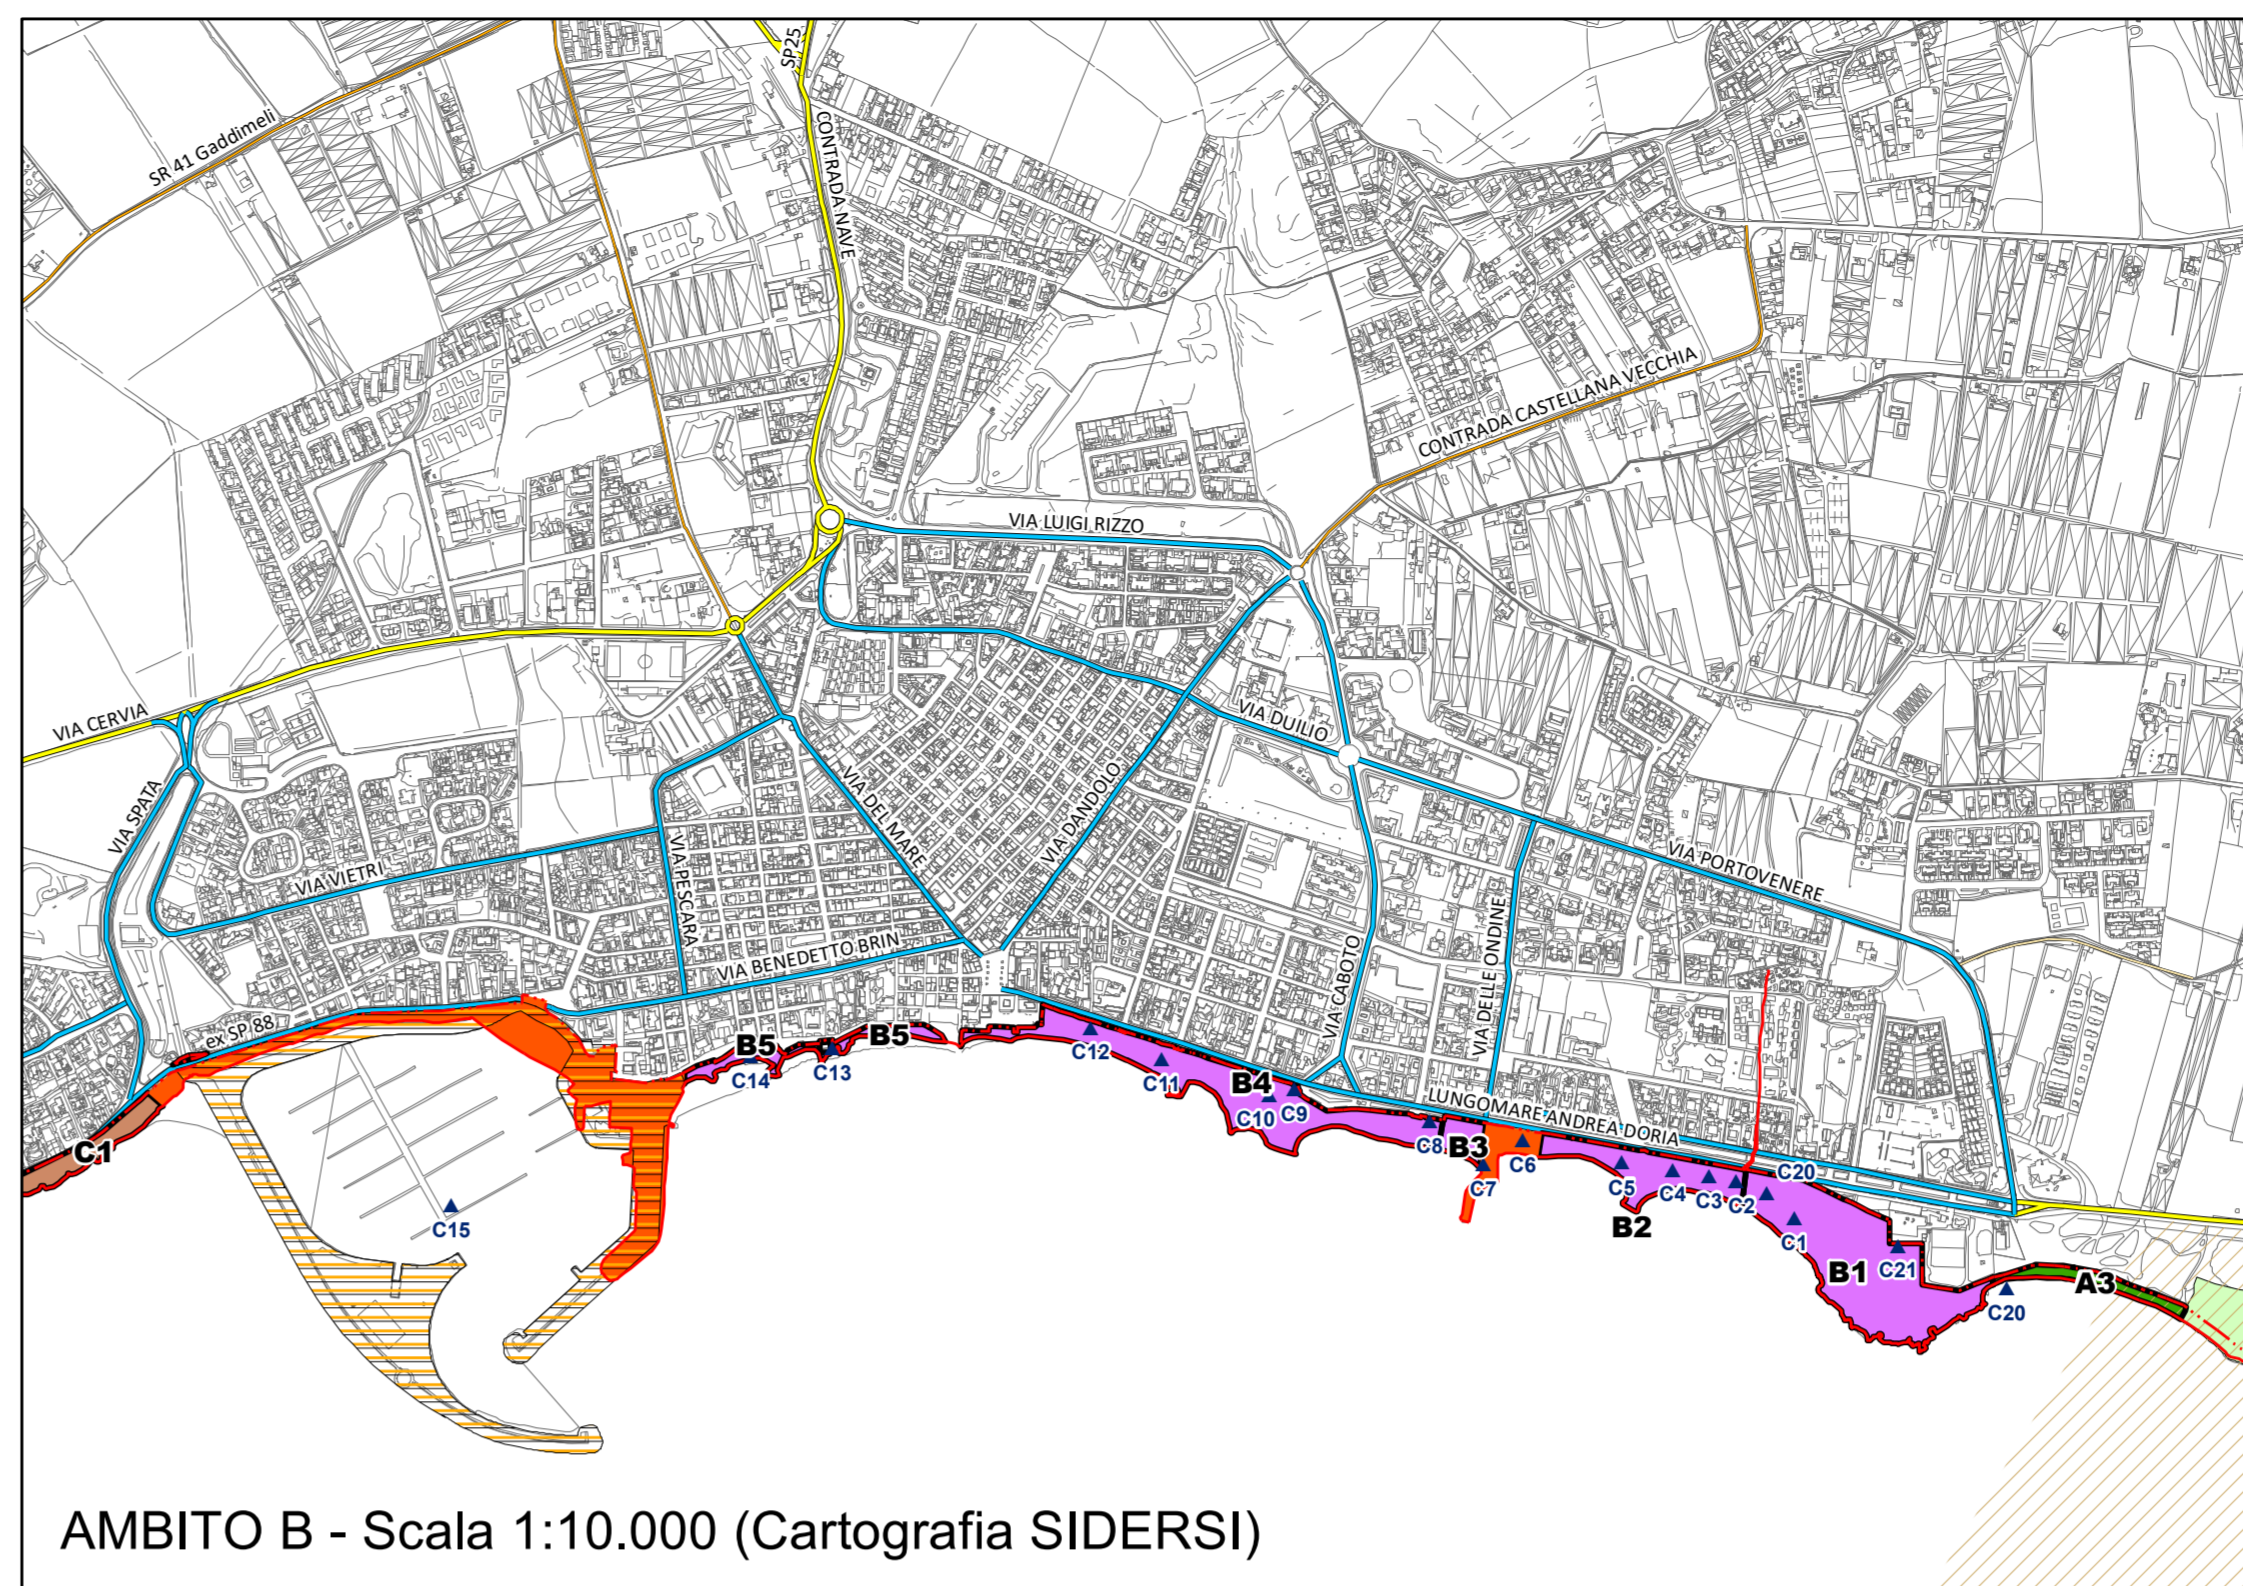 SP25
SR 41 Gaddimeli
CONTRADA NAVE
CONTRADA CASTELLANA VECCHIA
VIA LUIGI RIZZO
VIA CERVIA
VIA DUILIO
VIA SPATA
VIA DEL MARE
VIA DANDOLO
VIA VIETRI
VIA PESCARA
VIA PORTOVENERE
VIA BENEDETTO BRIN
VIA CABOTO
VIA DELLE ONDINE
ex SP 88
B5
B5
C14
C13
C12
C11
B4
C10
C9
LUNGOMARE ANDREA DORIA
C8
B3
C6
C7
C1
C5
C4
C3
C2
C20
B2
C15
C1
B1
C21
A3
C20
AMBITO B - Scala 1:10.000 (Cartografia SIDERSI)